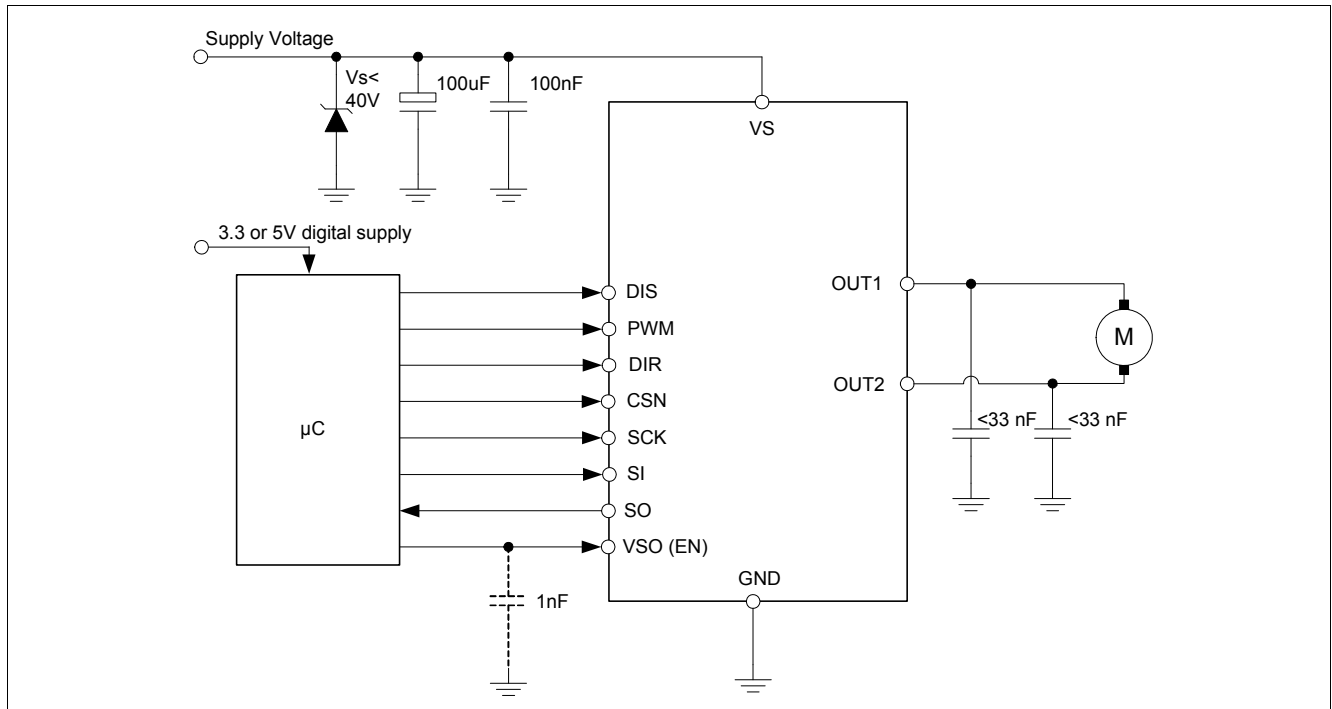 Supply Voltage
Vs<
40V
100uF
100nF
VS
3.3 or 5V digital supply
µC
DIS
PWM
DIR
CSN
SCK
SI
SO
VSO (EN)
1nF
GND
OUT1
OUT2
M
<33 nF
<33 nF